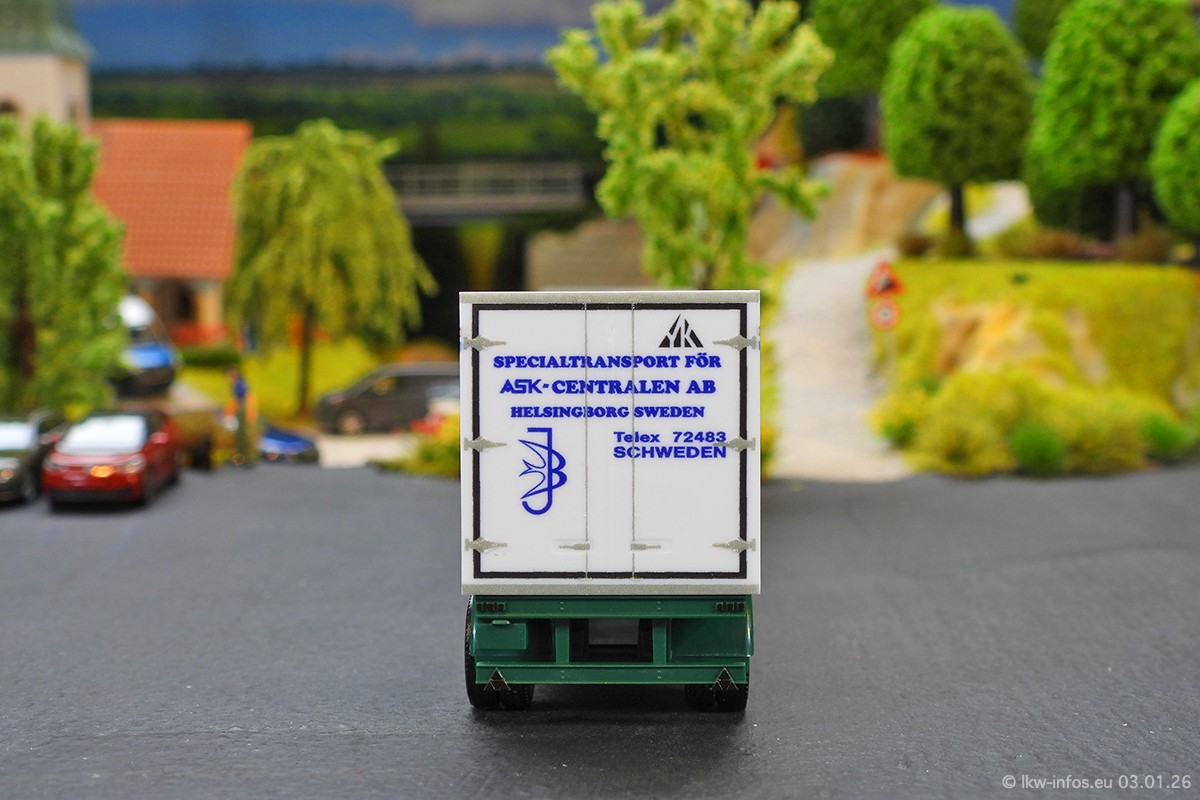 SPECIALTRANSPORT FÖR
ASK-CENTRALEN AB
HELSINGBORG SWEDEN
Telex 72483
SCHWEDEN
© lkw-infos.eu 03.01.26